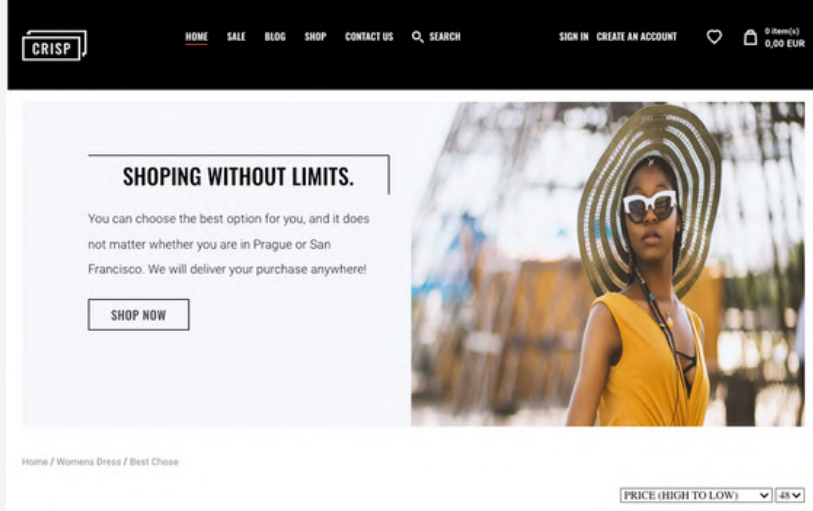 CRISP
HOME SALE BLOG SHOP CONTACT US SEARCH SIGN IN CREATE AN ACCOUNT
0 item(s)
0,00 EUR
SHOPING WITHOUT LIMITS.
You can choose the best option for you, and it does
not matter whether you are in Prague or San
Francisco. We will deliver your purchase anywhere!
SHOP NOW
Home / Womens Dress / Best Chose
PRICE (HIGH TO LOW) 48